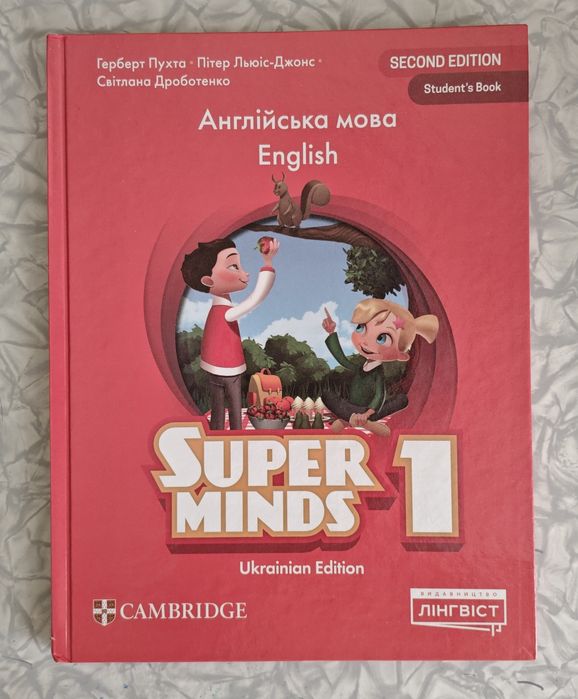 Герберт Пухта • Пітер Льюіс-Джонс •
Світлана Дроботенко
SECOND EDITION
Student's Book
Англійська мова
English
SUPER
MINDS 1
Ukrainian Edition
CAMBRIDGE
ВИДАВНИЦТВО
ЛІНГВІСТ